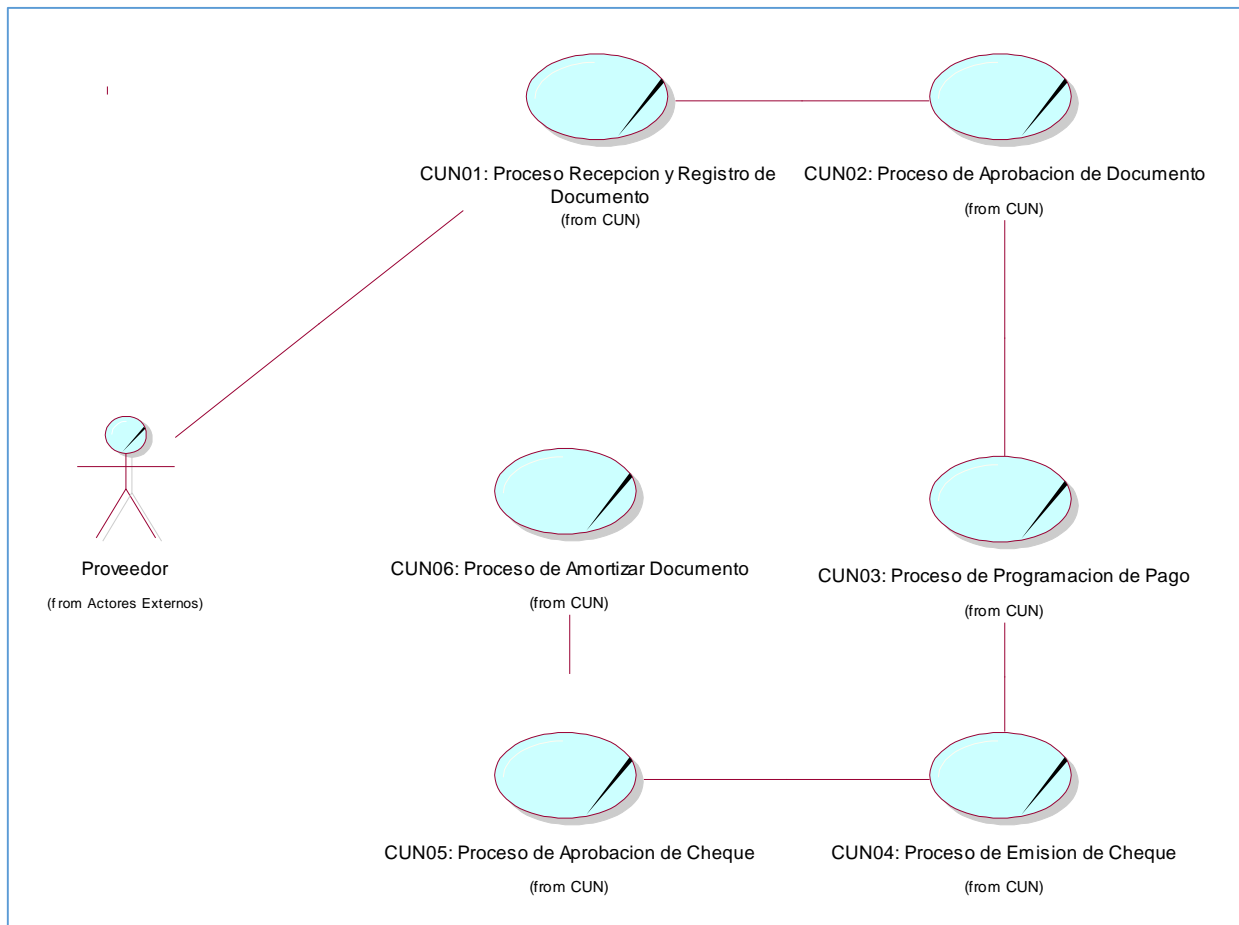 CUN01: Proceso Recepcion y Registro de
Documento
(from CUN)
CUN02: Proceso de Aprobacion de Documento
(from CUN)
Proveedor
(from Actores Externos)
CUN06: Proceso de Amortizar Documento
(from CUN)
CUN03: Proceso de Programacion de Pago
(from CUN)
CUN05: Proceso de Aprobacion de Cheque
(from CUN)
CUN04: Proceso de Emision de Cheque
(from CUN)